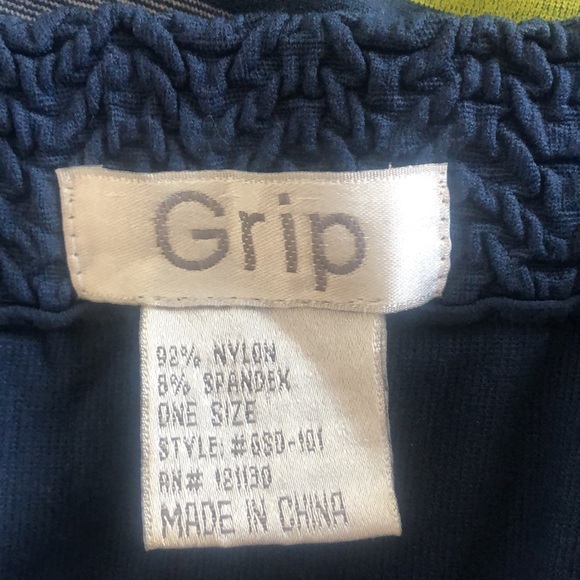 Grip
92% NYLON
8% SPANDEX
ONE SIZE
STYLE: #GSD-101
RN# 121130
MADE IN CHINA